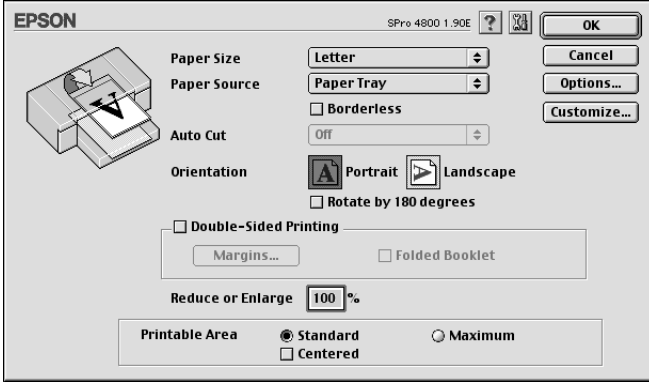 EPSON SPro 4800 1.90E ? OK
Paper Size Letter Cancel
Paper Source Paper Tray Options...
Borderless Customize...
Auto Cut Off
Orientation A Portrait A Landscape
Rotate by 180 degrees
Double-Sided Printing
Margins... Folded Booklet
Reduce or Enlarge 100 %
Printable Area Standard Maximum
Centered